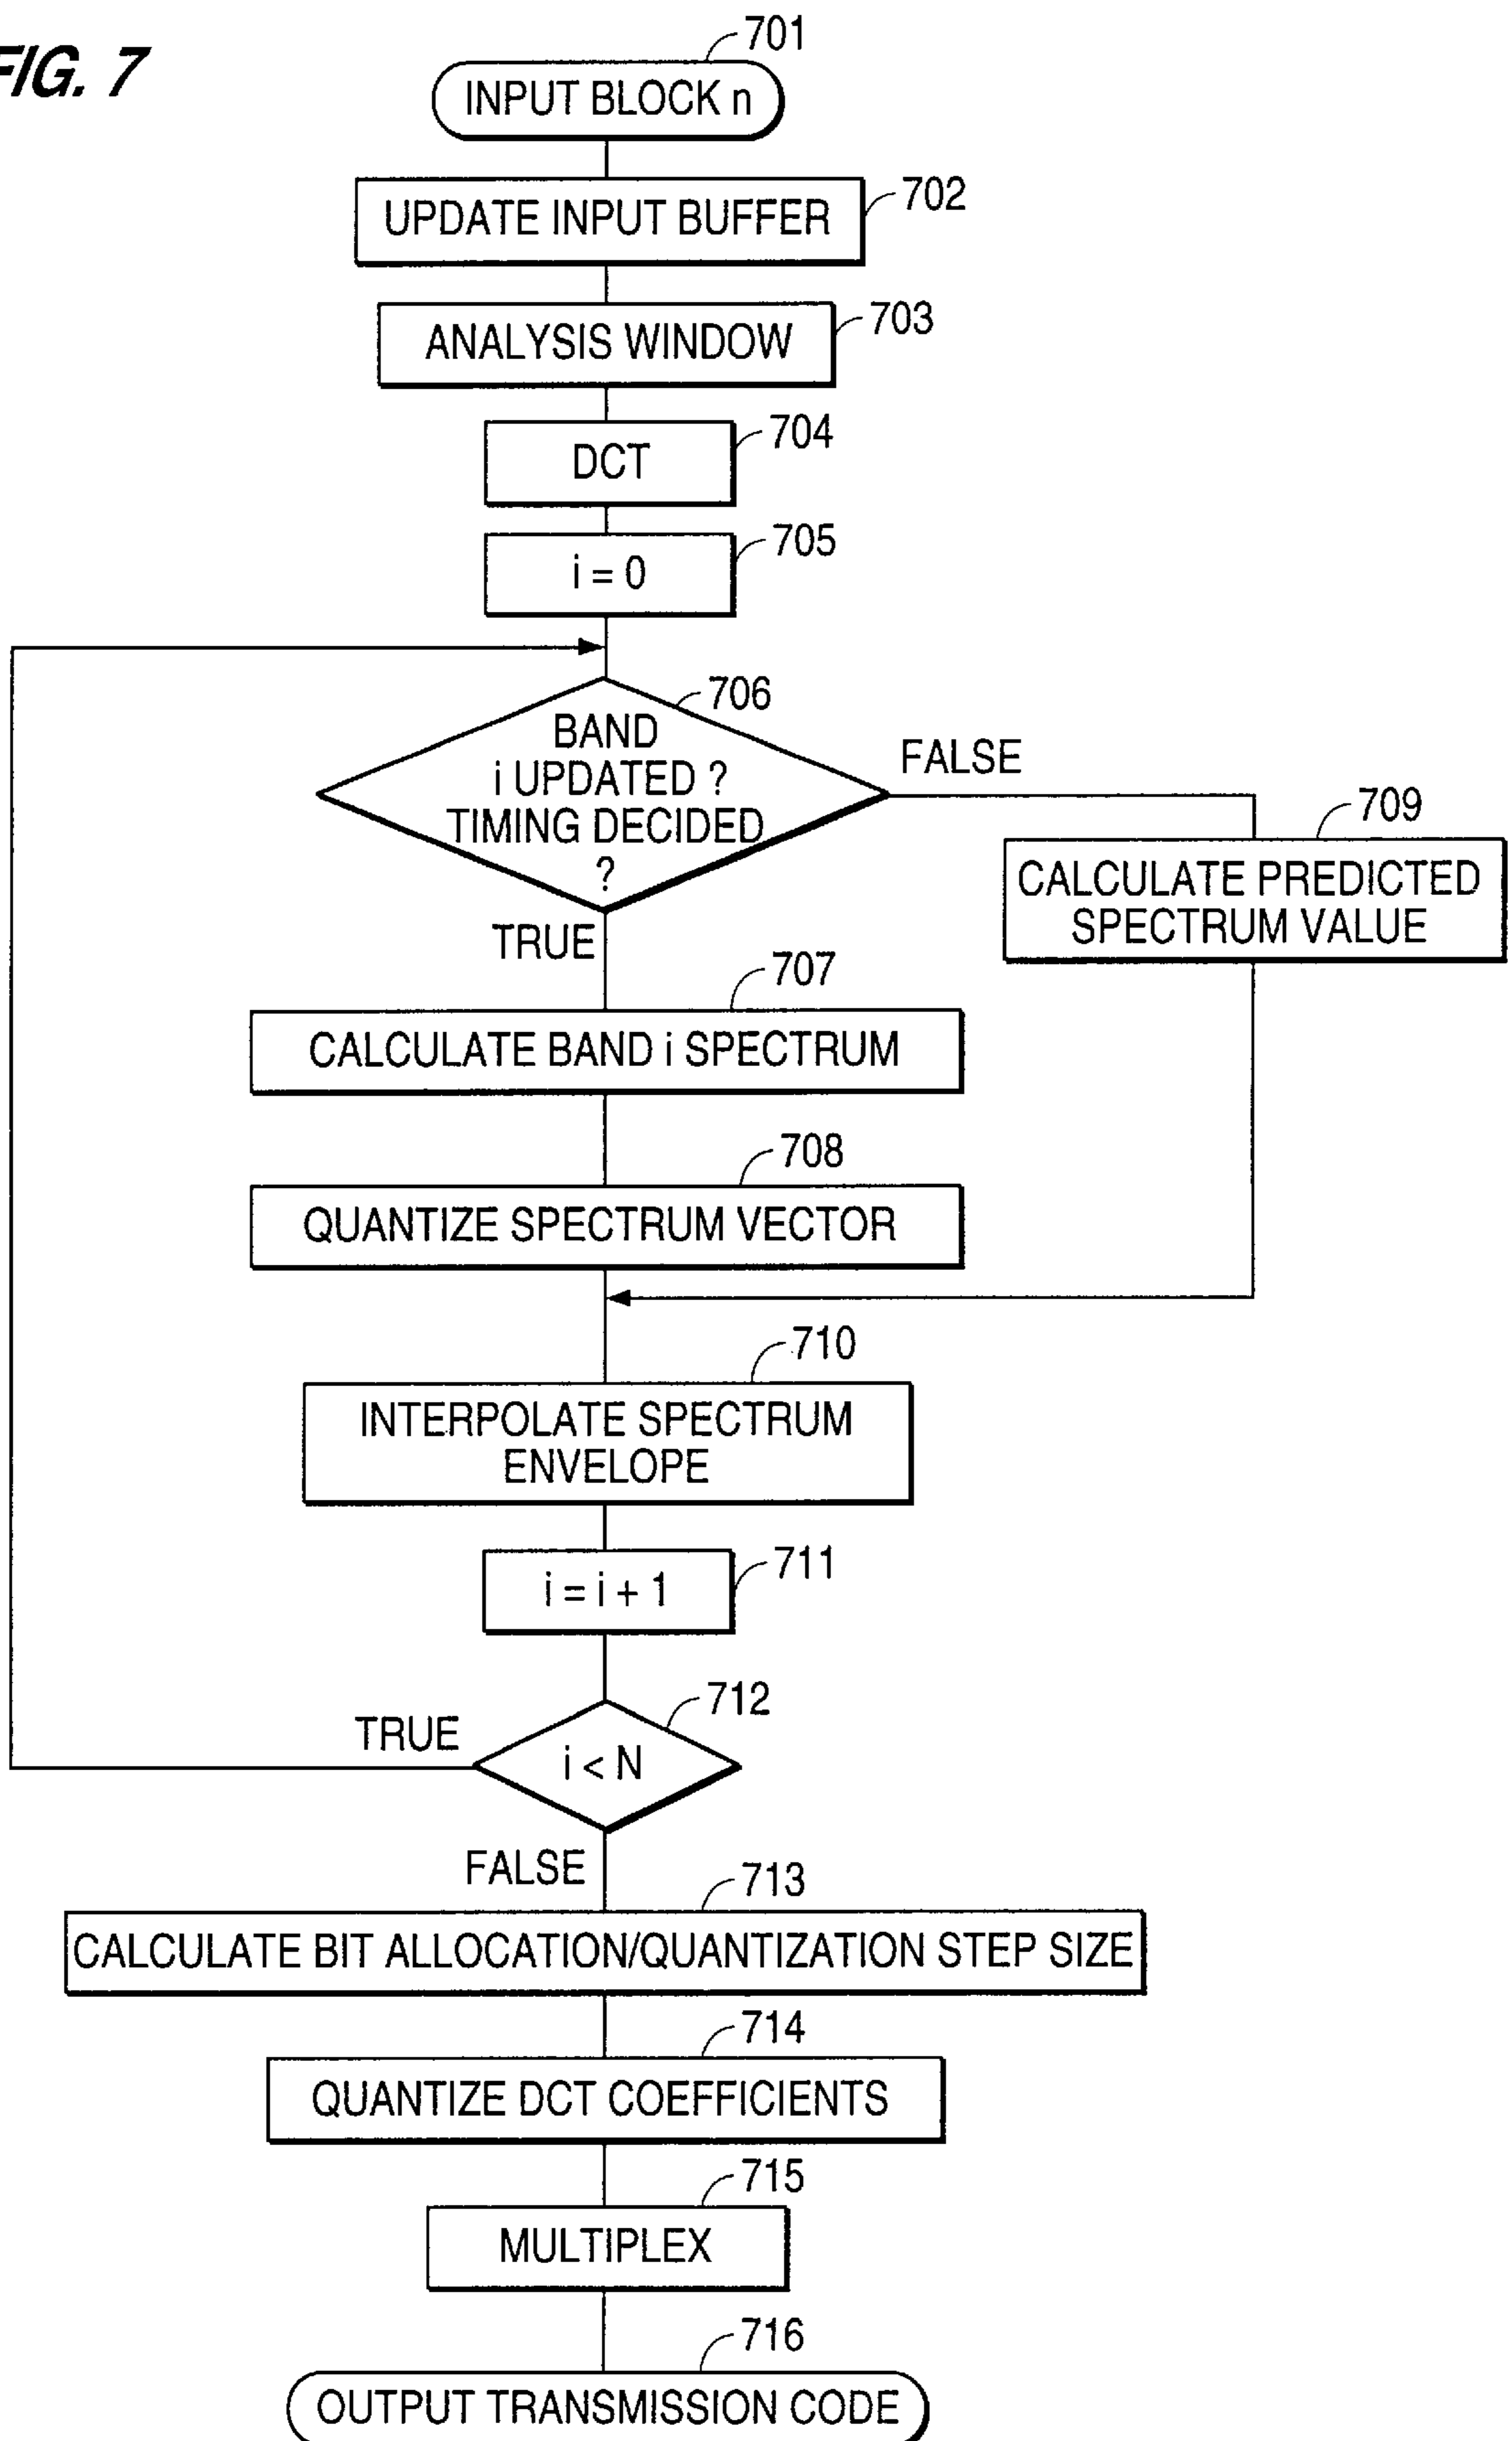 FIG. 7
701
INPUT BLOCK n
702
UPDATE INPUT BUFFER
703
ANALYSIS WINDOW
704
DCT
705
i = 0
706
BAND
i UPDATED ?
TIMING DECIDED
?
FALSE
TRUE
709
CALCULATE PREDICTED
SPECTRUM VALUE
707
CALCULATE BAND i SPECTRUM
708
QUANTIZE SPECTRUM VECTOR
710
INTERPOLATE SPECTRUM
ENVELOPE
711
i = i + 1
712
i < N
TRUE
FALSE
713
CALCULATE BIT ALLOCATION/QUANTIZATION STEP SIZE
714
QUANTIZE DCT COEFFICIENTS
715
MULTIPLEX
716
OUTPUT TRANSMISSION CODE